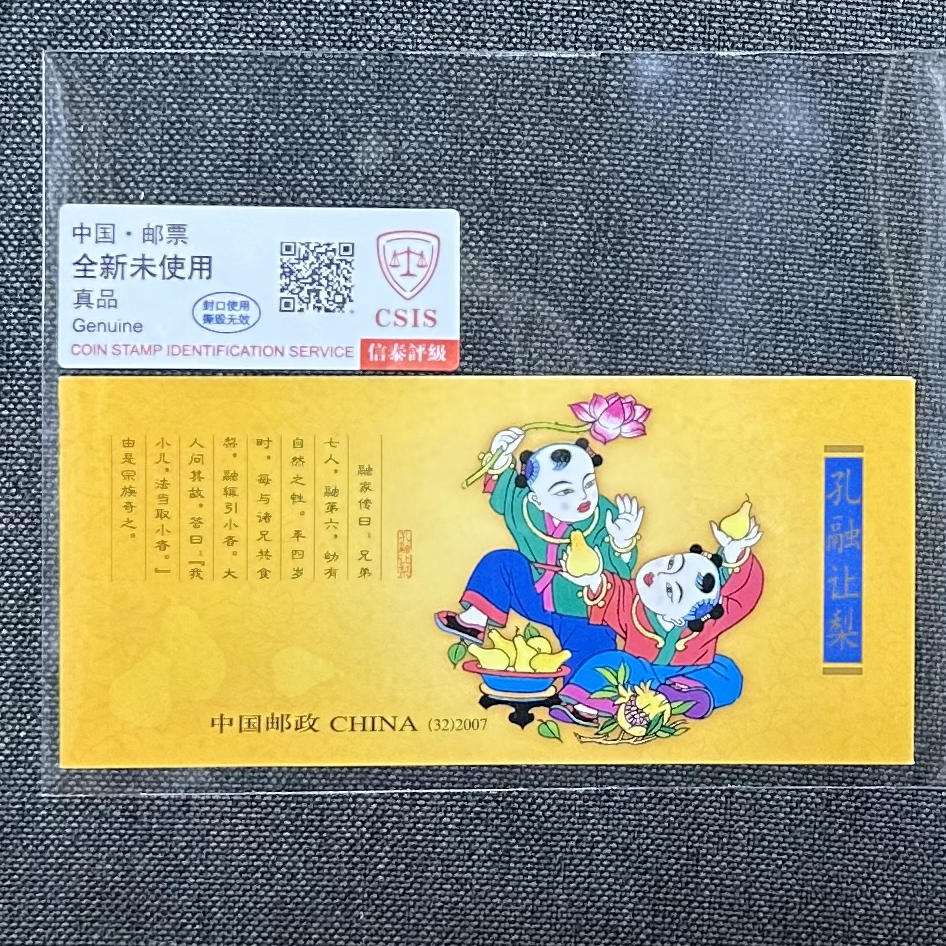 中国·邮票
全新未使用
真品
Genuine
封口使用
撕毁无效
CSIS
COIN STAMP IDENTIFICATION SERVICE
信泰評級
孔融让梨
孔融让梨
融家传曰：兄弟
七人，融第六，幼有
自然之性。年四岁
时，每与诸兄共食
梨，融辄引小者。大
人问其故，答曰：『我
小儿，法当取小者。』
由是宗族奇之。
中国邮政 CHINA (32)2007